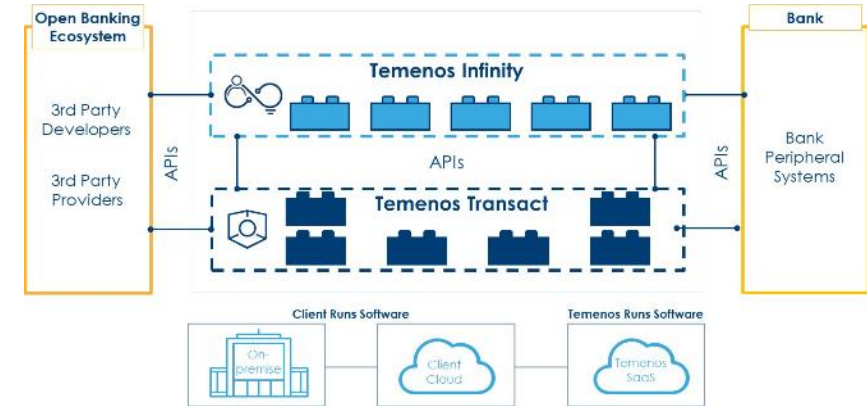 Open Banking
Ecosystem
Bank
Temenos Infinity
3rd Party
Developers
3rd Party
Providers
APIs
APIs
APIs
Bank
Peripheral
Systems
Temenos Transact
Client Runs Software
Temenos Runs Software
On-
premise
Client
Cloud
Temenos
SaaS